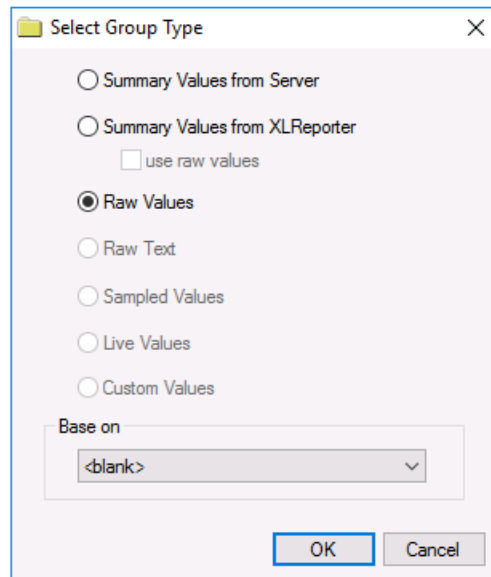 Select Group Type
Summary Values from Server
Summary Values from XLReporter
use raw values
Raw Values
Raw Text
Sampled Values
Live Values
Custom Values
Base on
<blank>
OK Cancel